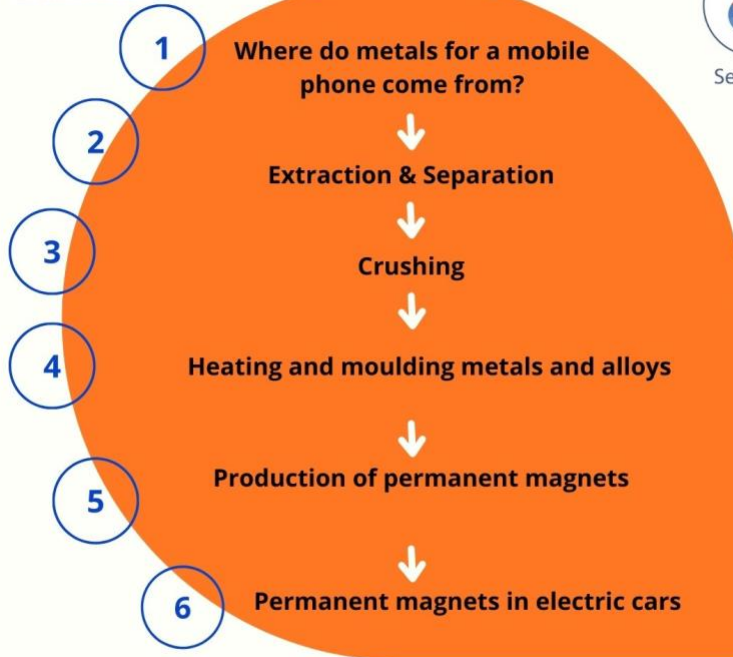 1
Where do metals for a mobile
phone come from?
2
Extraction & Separation
3
Crushing
4
Heating and moulding metals and alloys
5
Production of permanent magnets
6
Permanent magnets in electric cars